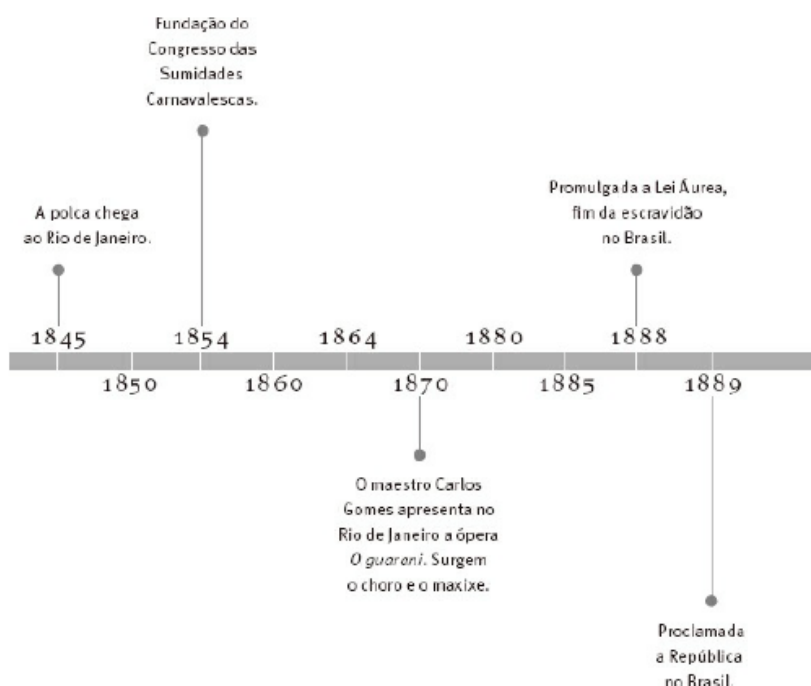 Fundação do
Congresso das
Sumidades
Carnavalescas.
A polca chega
ao Rio de Janeiro.
Promulgada a Lei Áurea,
fim da escravidão
no Brasil.
1845 1854 1864 1880 1888
1850 1860 1870 1885 1889
O maestro Carlos
Gomes apresenta no
Rio de Janeiro a ópera
O guarani. Surgem
o choro e o maxixe.
Proclamada
a República
no Brasil.